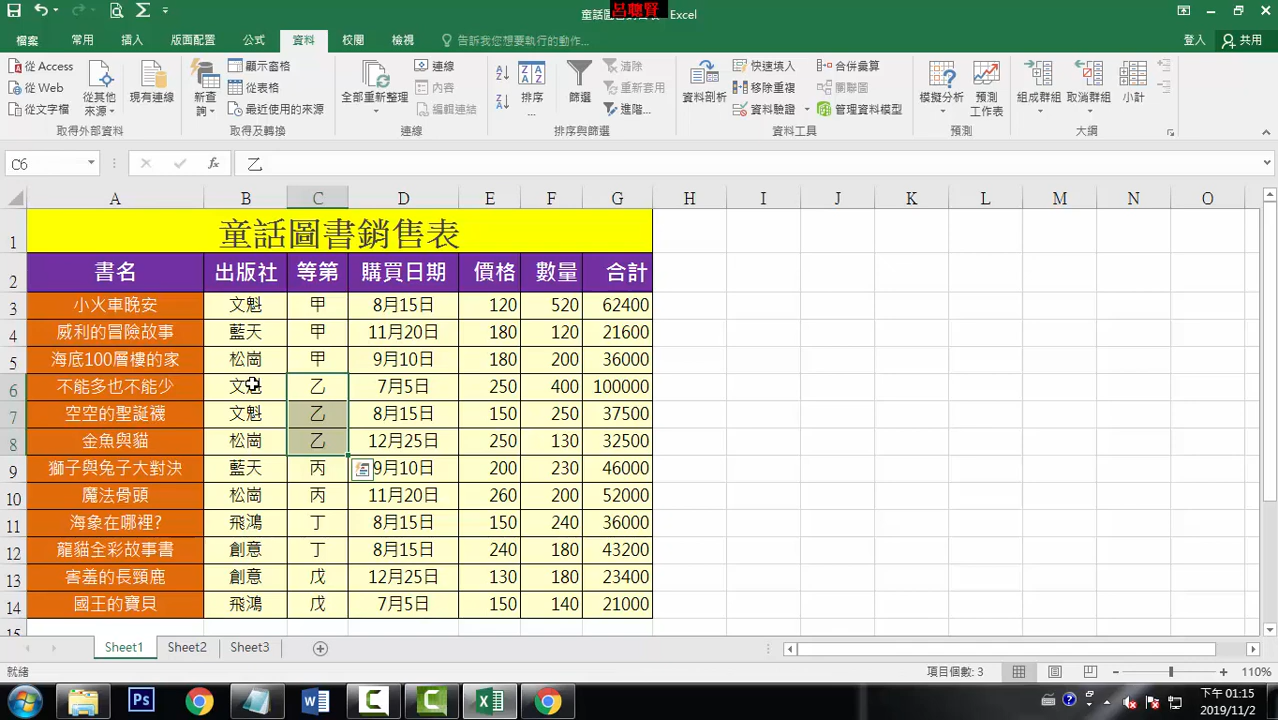 童話圖書銷售表 - Excel
呂聰賢
檔案 常用 插入 版面配置 公式 資料 校閱 檢視 告訴我您想要執行的動作... 登入 共用
從 Access
從 Web
從文字檔
從其他來源
現有連線
取得外部資料
新查詢
顯示查詢
從表格
最近使用的來源
取得及轉換
全部重新整理
連線
內容
編輯連結
連線
排序
篩選
清除
重新套用
進階...
排序與篩選
資料剖析
快速填入
移除重複
資料驗證
合併彙算
關聯圖
管理資料模型
資料工具
模擬分析
預測工作表
預測
組成群組
取消群組
小計
大綱
C6 fx 乙
A B C D E F G H I J K L M N O
1 童話圖書銷售表
2 書名 出版社 等第 購買日期 價格 數量 合計
3 小火車晚安 文魁 甲 8月15日 120 520 62400
4 威利的冒險故事 藍天 甲 11月20日 180 120 21600
5 海底100層樓的家 松崗 甲 9月10日 180 200 36000
6 不能多也不能少 文魁 乙 7月5日 250 400 100000
7 空空的聖誕襪 文魁 乙 8月15日 150 250 37500
8 金魚與貓 松崗 乙 12月25日 250 130 32500
9 獅子與兔子大對決 藍天 丙 9月10日 200 230 46000
10 魔法骨頭 松崗 丙 11月20日 260 200 52000
11 海象在哪裡? 飛鴻 丁 8月15日 150 240 36000
12 龍貓全彩故事書 創意 丁 8月15日 240 180 43200
13 害羞的長頸鹿 創意 戊 12月25日 130 180 23400
14 國王的寶貝 飛鴻 戊 7月5日 150 140 21000
15
Sheet1 Sheet2 Sheet3
就緒 項目個數: 3 110%
下午 01:15
2019/11/2